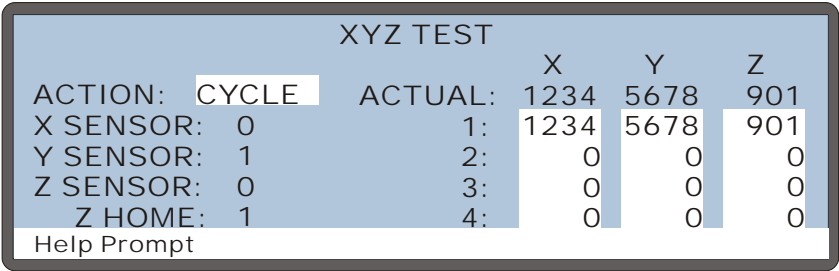 XYZ TEST
X Y Z
ACTION: CYCLE ACTUAL: 1234 5678 901
X SENSOR: 0 1: 1234 5678 901
Y SENSOR: 1 2: 0 0 0
Z SENSOR: 0 3: 0 0 0
Z HOME: 1 4: 0 0 0
Help Prompt